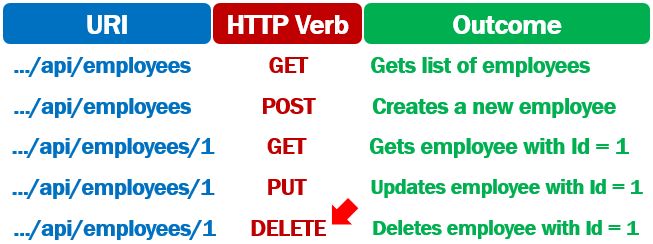 URI HTTP Verb Outcome
.../api/employees GET Gets list of employees
.../api/employees POST Creates a new employee
.../api/employees/1 GET Gets employee with Id = 1
.../api/employees/1 PUT Updates employee with Id = 1
.../api/employees/1 DELETE Deletes employee with Id = 1